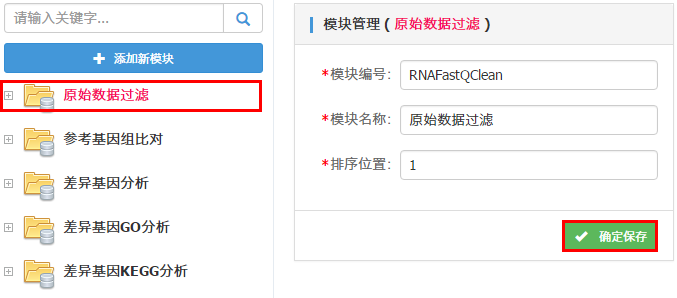 请输入关键字...
添加新模块
原始数据过滤
参考基因组比对
差异基因分析
差异基因GO分析
差异基因KEGG分析
模块管理 ( 原始数据过滤 )
*模块编号: RNAFastQClean
*模块名称: 原始数据过滤
*排序位置: 1
确定保存